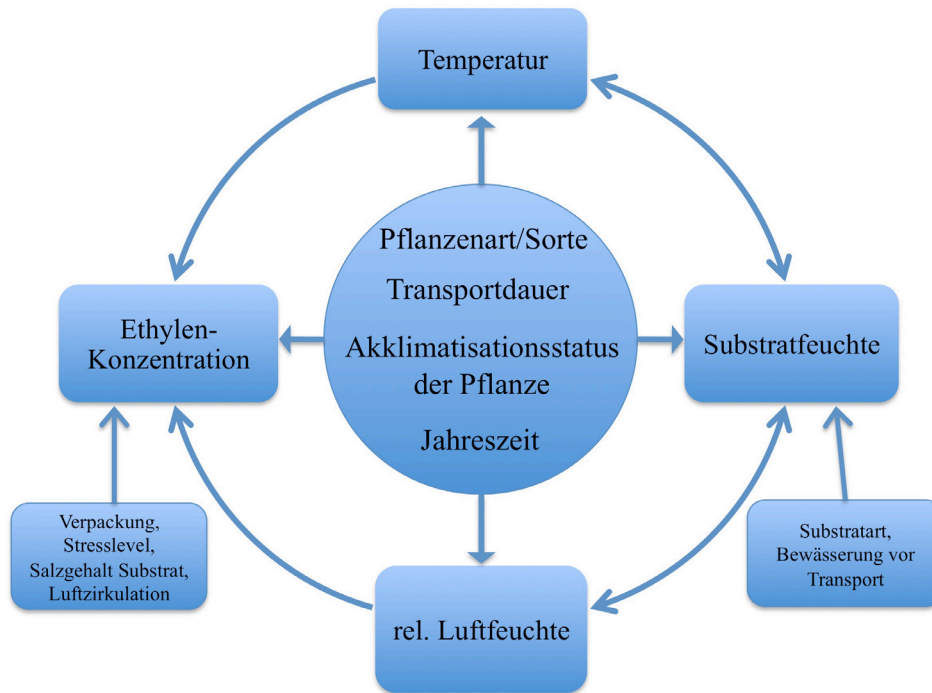 Temperatur
Pflanzenart/Sorte
Transportdauer
Akklimatisationsstatus
der Pflanze
Jahreszeit
Ethylen-
Konzentration
Substratfeuchte
Verpackung,
Stresslevel,
Salzgehalt Substrat,
Luftzirkulation
Substratart,
Bewässerung vor
Transport
rel. Luftfeuchte